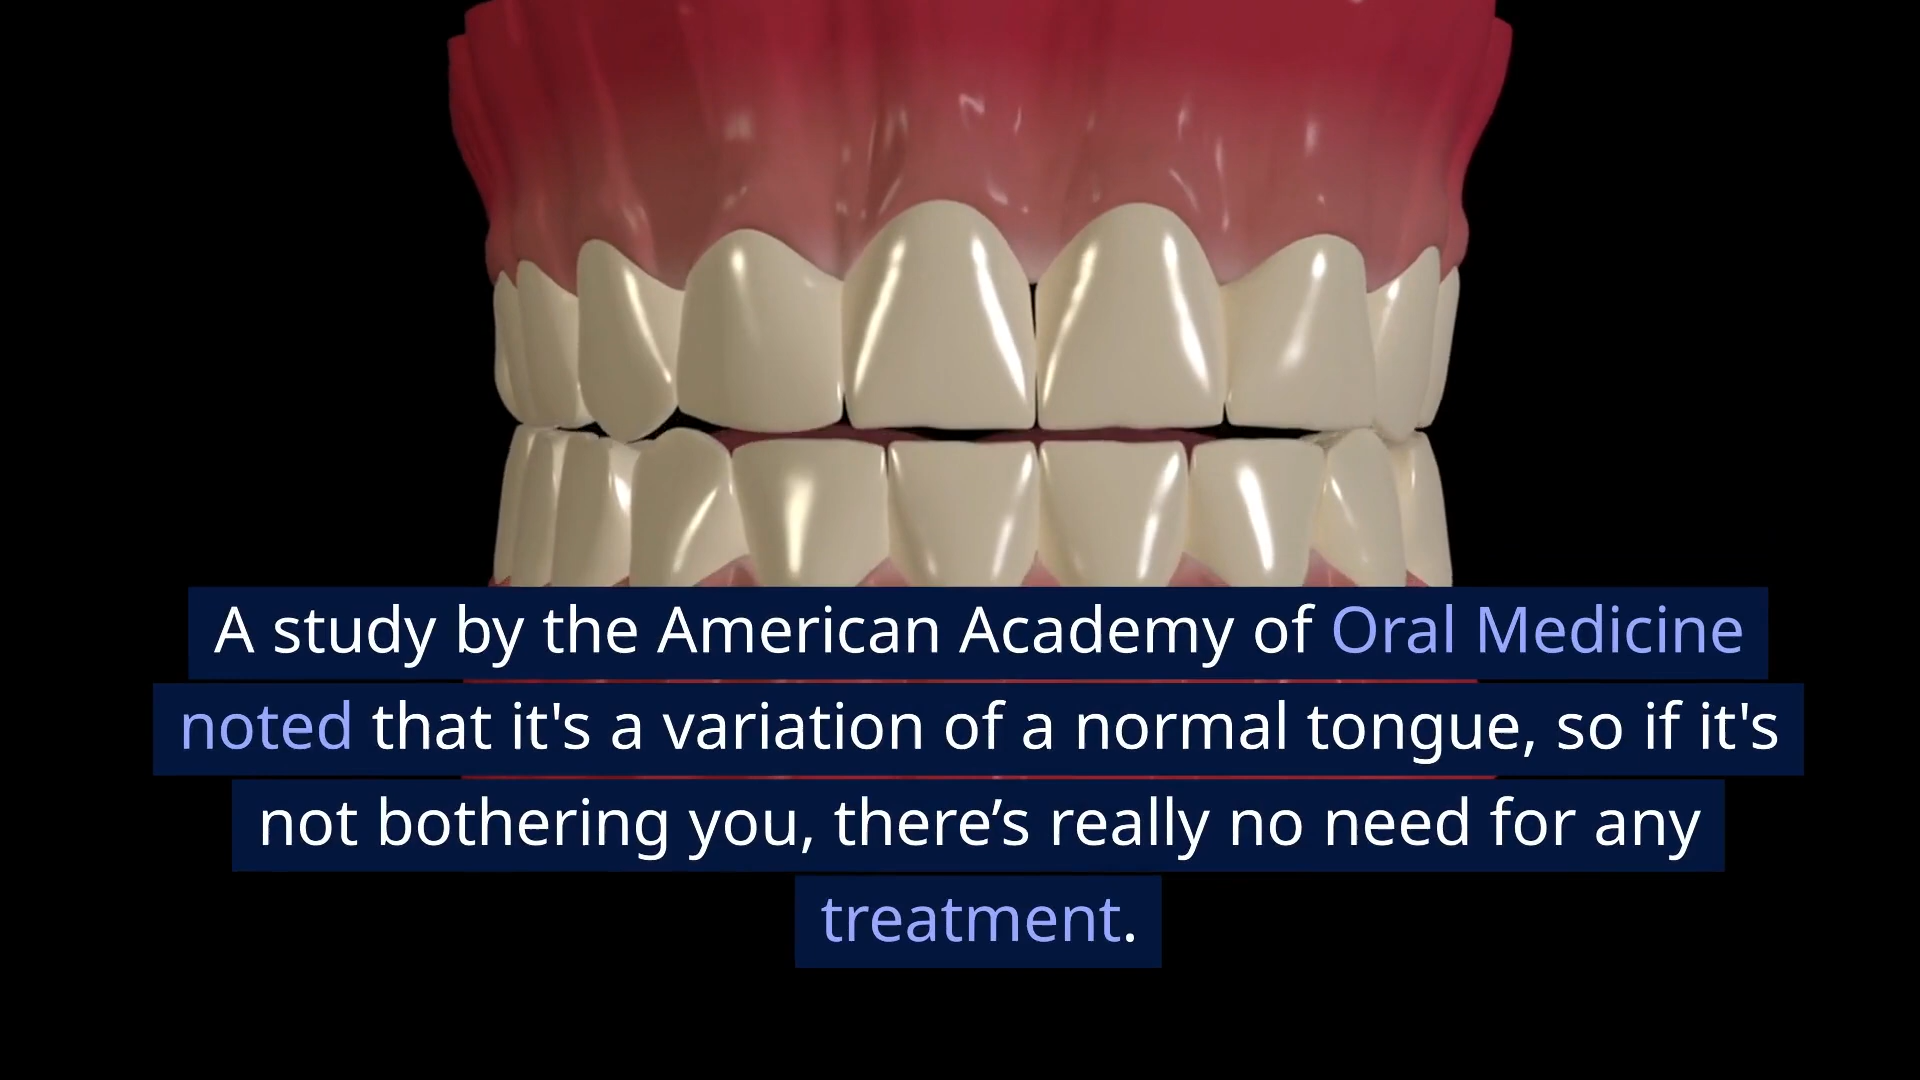 A study by the American Academy of Oral Medicine
noted that it's a variation of a normal tongue, so if it's
not bothering you, there’s really no need for any
treatment.